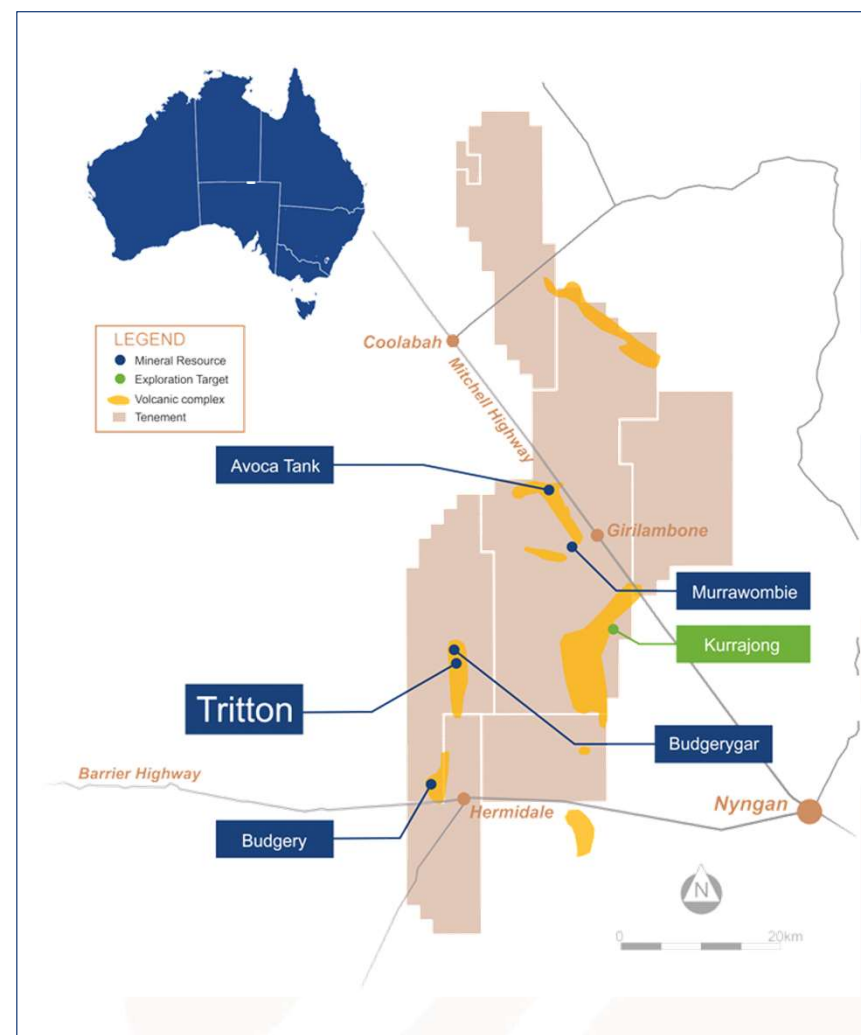 Coolabah
LEGEND
Mineral Resource
Exploration Target
Volcanic complex
Tenement
Mitchell Highway
Avoca Tank
Girilambone
Murrawombie
Kurrajong
Tritton
Budgerygar
Barrier Highway
Nyngan
Hermidale
Budgery
N
0
20km